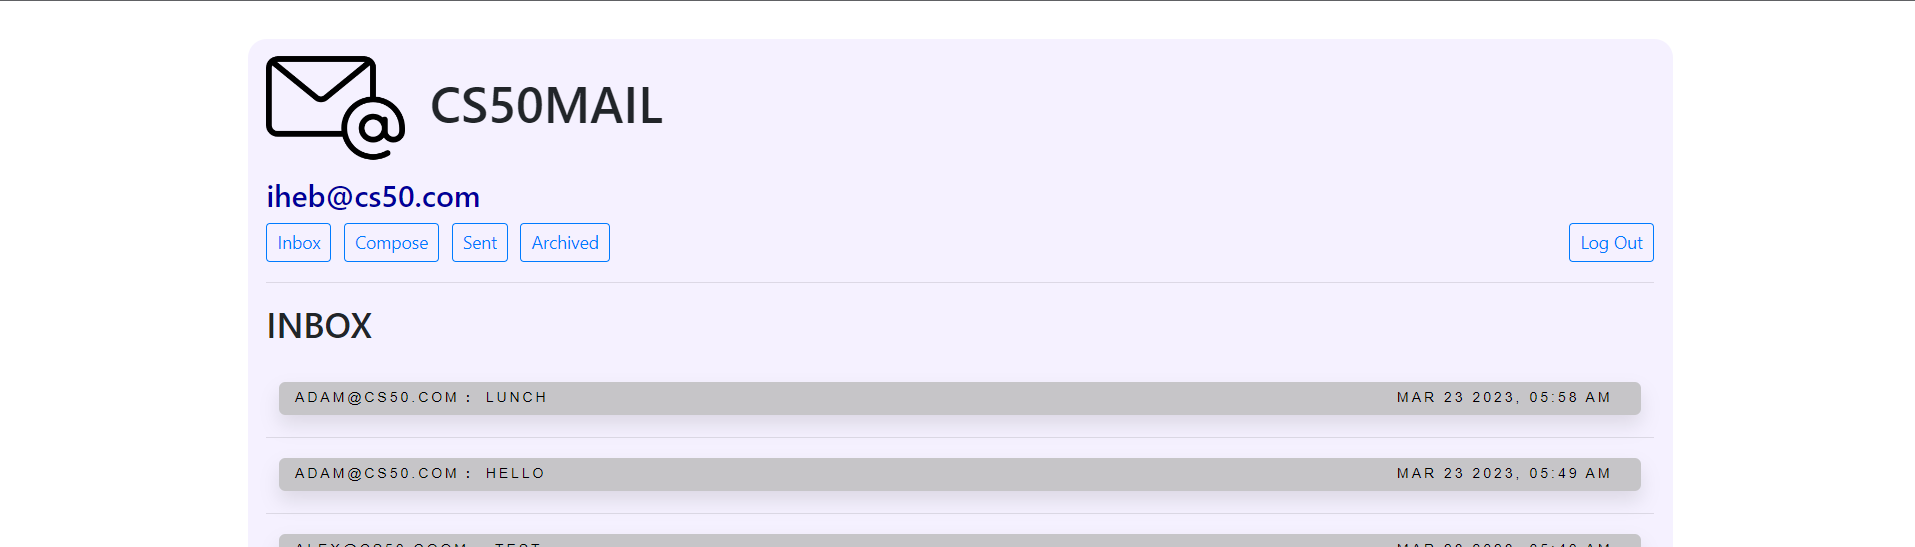 CS50MAIL
iheb@cs50.com
Inbox Compose Sent Archived Log Out
INBOX
ADAM@CS50.COM : LUNCH MAR 23 2023, 05:58 AM
ADAM@CS50.COM : HELLO MAR 23 2023, 05:49 AM
TEST